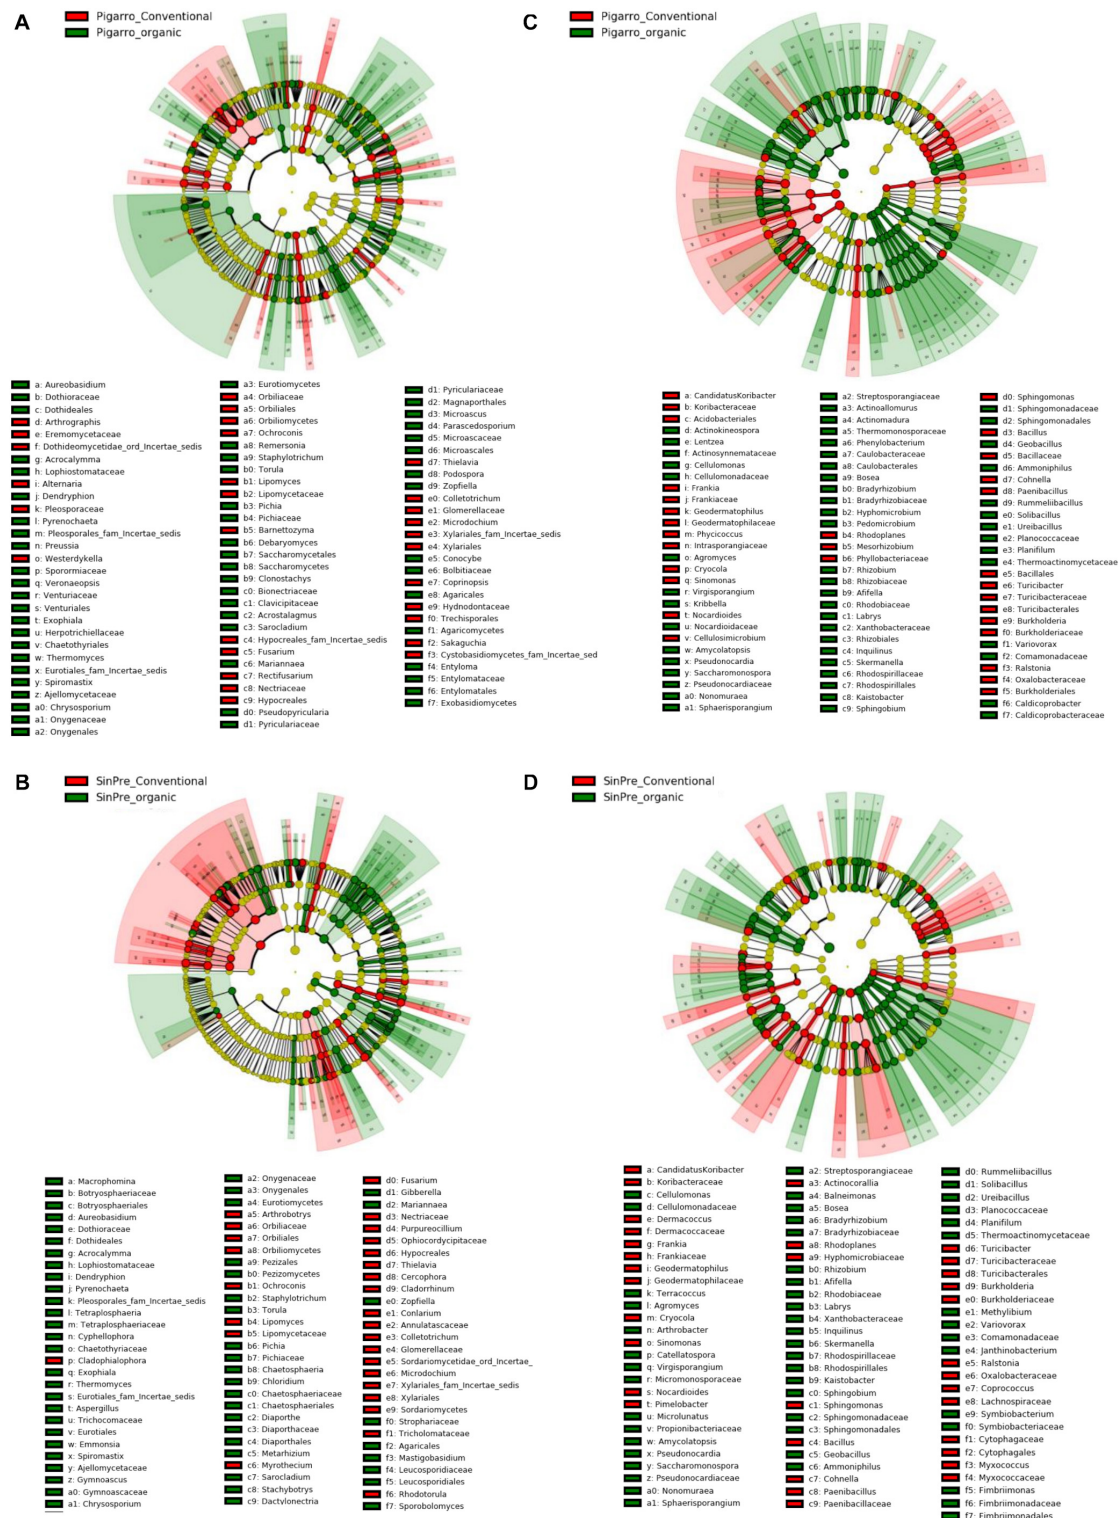 A
Pigarro_Conventional
Pigarro_organic
a: Aureobasidium
b: Dothioraceae
c: Dothideales
d: Arthrographis
e: Eremomycetaceae
f: Dothideomycetidae_ord_Incertae_sedis
g: Acrocalymma
h: Lophiostomataceae
i: Alternaria
j: Dendryphion
k: Pleosporaceae
l: Pyrenochaeta
m: Pleosporales_fam_Incertae_sedis
n: Preussia
o: Westerdykella
p: Sporormiaceae
q: Veronaeopsis
r: Venturiaceae
s: Venturiales
t: Exophiala
u: Herpotrichiellaceae
v: Chaetothyriales
w: Thermomyces
x: Eurotiales_fam_Incertae_sedis
y: Spiromastix
z: Ajellomycetaceae
a0: Chrysosporium
a1: Onygenaceae
a2: Onygenales
a3: Eurotiomycetes
a4: Orbiliaceae
a5: Orbiliales
a6: Orbiliomycetes
a7: Ochroconis
a8: Remersonia
a9: Staphylotrichum
b0: Torula
b1: Lipomyces
b2: Lipomycetaceae
b3: Pichia
b4: Pichiaceae
b5: Barnettozyma
b6: Debaryomyces
b7: Saccharomycetales
b8: Saccharomycetes
b9: Clonostachys
c0: Bionectriaceae
c1: Clavicipitaceae
c2: Acrostalagmus
c3: Sarocladium
c4: Hypocreales_fam_Incertae_sedis
c5: Fusarium
c6: Mariannaea
c7: Rectifusarium
c8: Nectriaceae
c9: Hypocreales
d0: Pseudopyricularia
d1: Pyriculariaceae
d1: Pyriculariaceae
d2: Magnaporthales
d3: Microascus
d4: Parascedosporium
d5: Microascaceae
d6: Microascales
d7: Thielavia
d8: Podospora
d9: Zopfiella
e0: Colletotrichum
e1: Glomerellaceae
e2: Microdochium
e3: Xylariales_fam_Incertae_sedis
e4: Xylariales
e5: Conocybe
e6: Bolbitiaceae
e7: Coprinopsis
e8: Agaricales
e9: Hydnodontaceae
f0: Trechisporales
f1: Agaricomycetes
f2: Sakaguchia
f3: Cystobasidiomycetes_fam_Incertae_sed
f4: Entyloma
f5: Entylomataceae
f6: Entylomatales
f7: Exobasidiomycetes
C
Pigarro_Conventional
Pigarro_organic
a: CandidatusKoribacter
b: Koribacteraceae
c: Acidobacteriales
d: Actinokineospora
e: Lentzea
f: Actinosynnemataceae
g: Cellulomonas
h: Cellulomonadaceae
i: Frankia
j: Frankiaceae
k: Geodermatophilus
l: Geodermatophilaceae
m: Phycicoccus
n: Intrasporangiaceae
o: Agromyces
p: Cryocola
q: Sinomonas
r: Virgisporangium
s: Kribbella
t: Nocardioides
u: Nocardioidaceae
v: Cellulosimicrobium
w: Amycolatopsis
x: Pseudonocardia
y: Saccharomonospora
z: Pseudonocardiaceae
a0: Nonomuraea
a1: Sphaerisporangium
a2: Streptosporangiaceae
a3: Actinoallomurus
a4: Actinomadura
a5: Thermomonosporaceae
a6: Phenylobacterium
a7: Caulobacteraceae
a8: Caulobacterales
a9: Bosea
b0: Bradyrhizobium
b1: Bradyrhizobiaceae
b2: Hyphomicrobium
b3: Pedomicrobium
b4: Rhodoplanes
b5: Mesorhizobium
b6: Phyllobacteriaceae
b7: Rhizobium
b8: Rhizobiaceae
b9: Afifella
c0: Rhodobiaceae
c1: Labrys
c2: Xanthobacteraceae
c3: Rhizobiales
c4: Inquilinus
c5: Skermanella
c6: Rhodospirillaceae
c7: Rhodospirillales
c8: Kaistobacter
c9: Sphingobium
d0: Sphingomonas
d1: Sphingomonadaceae
d2: Sphingomonadales
d3: Bacillus
d4: Geobacillus
d5: Bacillaceae
d6: Ammoniphilus
d7: Cohnella
d8: Paenibacillus
d9: Rummeliibacillus
e0: Solibacillus
e1: Ureibacillus
e2: Planococcaceae
e3: Planifilum
e4: Thermoactinomycetaceae
e5: Bacillales
e6: Turicibacter
e7: Turicibacteraceae
e8: Turicibacterales
e9: Burkholderia
f0: Burkholderiaceae
f1: Variovorax
f2: Comamonadaceae
f3: Ralstonia
f4: Oxalobacteraceae
f5: Burkholderiales
f6: Caldicoprobacter
f7: Caldicoprobacteraceae
B
SinPre_Conventional
SinPre_organic
a: Macrophomina
b: Botryosphaeriaceae
c: Botryosphaeriales
d: Aureobasidium
e: Dothioraceae
f: Dothideales
g: Acrocalymma
h: Lophiostomataceae
i: Dendryphion
j: Pyrenochaeta
k: Pleosporales_fam_Incertae_sedis
l: Tetraplosphaeria
m: Tetraplosphaeriaceae
n: Cyphellophora
o: Chaetothyriaceae
p: Cladophialophora
q: Exophiala
r: Thermomyces
s: Eurotiales_fam_Incertae_sedis
t: Aspergillus
u: Trichocomaceae
v: Eurotiales
w: Emmonsia
x: Spiromastix
y: Ajellomycetaceae
z: Gymnoascus
a0: Gymnoascaceae
a1: Chrysosporium
a2: Onygenaceae
a3: Onygenales
a4: Eurotiomycetes
a5: Arthrobotrys
a6: Orbiliaceae
a7: Orbiliales
a8: Orbiliomycetes
a9: Pezizales
b0: Pezizomycetes
b1: Ochroconis
b2: Staphylotrichum
b3: Torula
b4: Lipomyces
b5: Lipomycetaceae
b6: Pichia
b7: Pichiaceae
b8: Chaetosphaeria
b9: Chloridium
c0: Chaetosphaeriaceae
c1: Chaetosphaeriales
c2: Diaporthe
c3: Diaporthaceae
c4: Diaporthales
c5: Metarhizium
c6: Myrothecium
c7: Sarocladium
c8: Stachybotrys
c9: Dactylonectria
d0: Fusarium
d1: Gibberella
d2: Mariannaea
d3: Nectriaceae
d4: Purpureocillium
d5: Ophiocordycipitaceae
d6: Hypocreales
d7: Thielavia
d8: Cercophora
d9: Cladorrhinum
e0: Zopfiella
e1: Conlarium
e2: Annulatascaceae
e3: Colletotrichum
e4: Glomerellaceae
e5: Sordariomycetidae_ord_Incertae_
e6: Microdochium
e7: Xylariales_fam_Incertae_sedis
e8: Xylariales
e9: Sordariomycetes
f0: Strophariaceae
f1: Tricholomataceae
f2: Agaricales
f3: Mastigobasidium
f4: Leucosporidiaceae
f5: Leucosporidiales
f6: Rhodotorula
f7: Sporobolomyces
D
SinPre_Conventional
SinPre_organic
a: CandidatusKoribacter
b: Koribacteraceae
c: Cellulomonas
d: Cellulomonadaceae
e: Dermacoccus
f: Dermacoccaceae
g: Frankia
h: Frankiaceae
i: Geodermatophilus
j: Geodermatophilaceae
k: Terracoccus
l: Agromyces
m: Cryocola
n: Arthrobacter
o: Sinomonas
p: Catellatospora
q: Virgisporangium
r: Micromonosporaceae
s: Nocardioides
t: Pimelobacter
u: Microlunatus
v: Propionibacteriaceae
w: Amycolatopsis
x: Pseudonocardia
y: Saccharomonospora
z: Pseudonocardiaceae
a0: Nonomuraea
a1: Sphaerisporangium
a2: Streptosporangiaceae
a3: Actinocorallia
a4: Balneimonas
a5: Bosea
a6: Bradyrhizobium
a7: Bradyrhizobiaceae
a8: Rhodoplanes
a9: Hyphomicrobiaceae
b0: Rhizobium
b1: Afifella
b2: Rhodobiaceae
b3: Labrys
b4: Xanthobacteraceae
b5: Inquilinus
b6: Skermanella
b7: Rhodospirillaceae
b8: Rhodospirillales
b9: Kaistobacter
c0: Sphingobium
c1: Sphingomonas
c2: Sphingomonadaceae
c3: Sphingomonadales
c4: Bacillus
c5: Geobacillus
c6: Ammoniphilus
c7: Cohnella
c8: Paenibacillus
c9: Paenibacillaceae
d0: Rummeliibacillus
d1: Solibacillus
d2: Ureibacillus
d3: Planococcaceae
d4: Planifilum
d5: Thermoactinomycetaceae
d6: Turicibacter
d7: Turicibacteraceae
d8: Turicibacterales
d9: Burkholderia
e0: Burkholderiaceae
e1: Methylibium
e2: Variovorax
e3: Comamonadaceae
e4: Janthinobacterium
e5: Ralstonia
e6: Oxalobacteraceae
e7: Coprococcus
e8: Lachnospiraceae
e9: Symbiobacterium
f0: Symbiobacteraceae
f1: Cytophagaceae
f2: Cytophagales
f3: Myxococcus
f4: Myxococcaceae
f5: Fimbriimonas
f6: Fimbriimonadaceae
f7: Fimbriimonadales